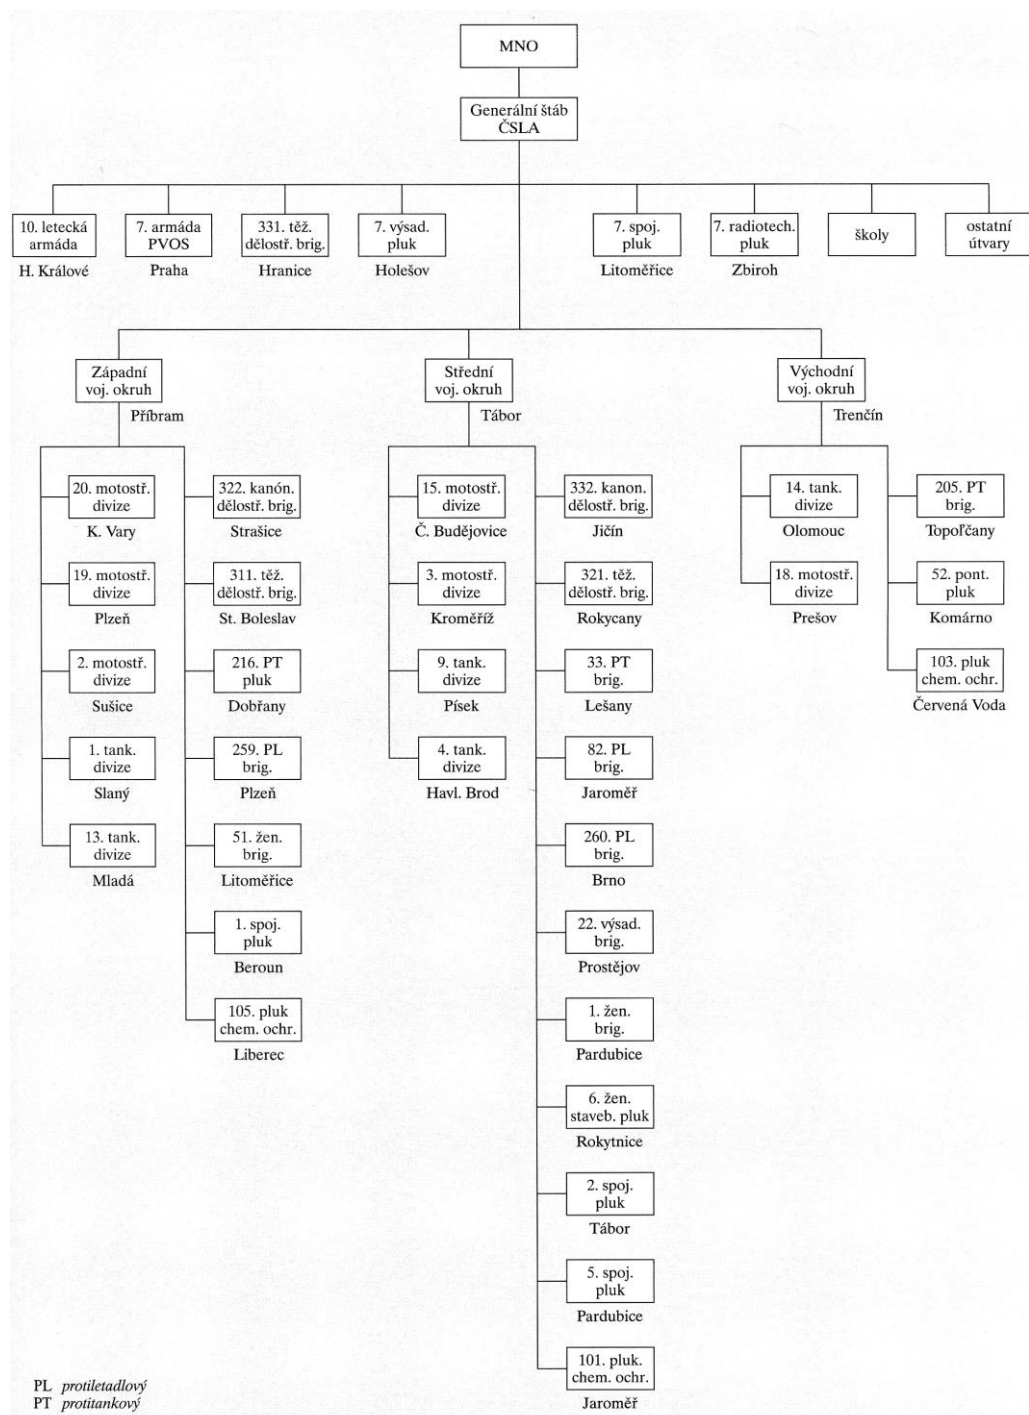 MNO
Generální štáb
ČSLA
10. letecká
armáda
H. Králové
7. armáda
PVOS
Praha
331. těž.
dělostř. brig.
Hranice
7. výsad.
pluk
Holešov
7. spoj.
pluk
Litoměřice
7. radiotech.
pluk
Zbiroh
školy
ostatní
útvary
Západní
voj. okruh
Příbram
20. motostř.
divize
K. Vary
19. motostř.
divize
Plzeň
2. motostř.
divize
Sušice
1. tank.
divize
Slaný
13. tank.
divize
Mladá
322. kanón.
dělostř. brig.
Strašice
311. těž.
dělostř. brig.
St. Boleslav
216. PT
pluk
Dobřany
259. PL
brig.
Plzeň
51. žen.
brig.
Litoměřice
1. spoj.
pluk
Beroun
105. pluk
chem. ochr.
Liberec
Střední
voj. okruh
Tábor
15. motostř.
divize
Č. Budějovice
3. motostř.
divize
Kroměříž
9. tank.
divize
Písek
4. tank.
divize
Havl. Brod
332. kanon.
dělostř. brig.
Jičín
321. těž.
dělostř. brig.
Rokycany
33. PT
brig.
Lešany
82. PL
brig.
Jaroměř
260. PL
brig.
Brno
22. výsad.
brig.
Prostějov
1. žen.
brig.
Pardubice
6. žen.
staveb. pluk
Rokytnice
2. spoj.
pluk
Tábor
5. spoj.
pluk
Pardubice
101. pluk.
chem. ochr.
Jaroměř
Východní
voj. okruh
Trenčín
14. tank.
divize
Olomouc
18. motostř.
divize
Prešov
205. PT
brig.
Topoľčany
52. pont.
pluk
Komárno
103. pluk
chem. ochr.
Červená Voda
PL protiletadlový
PT protitankový